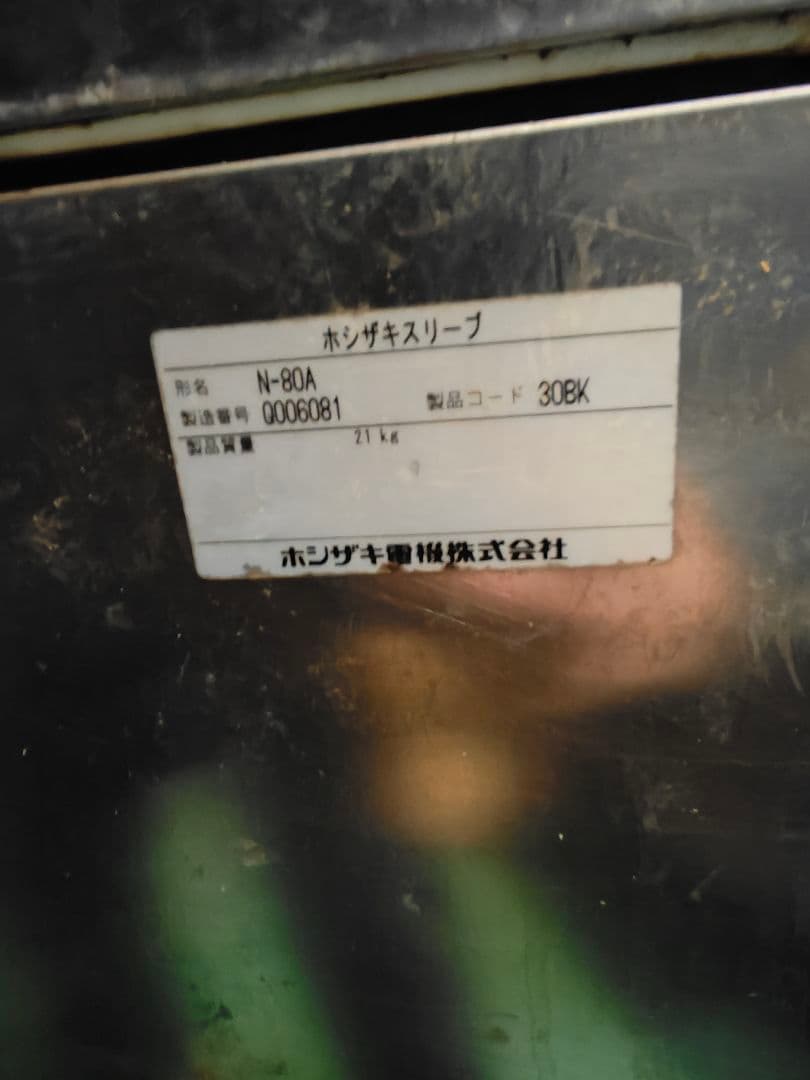 ホシザキスリーブ
形名 N-80A
製造番号 Q006081 製品コード 30BK
製品質量 21 kg
ホシザキ電機株式会社